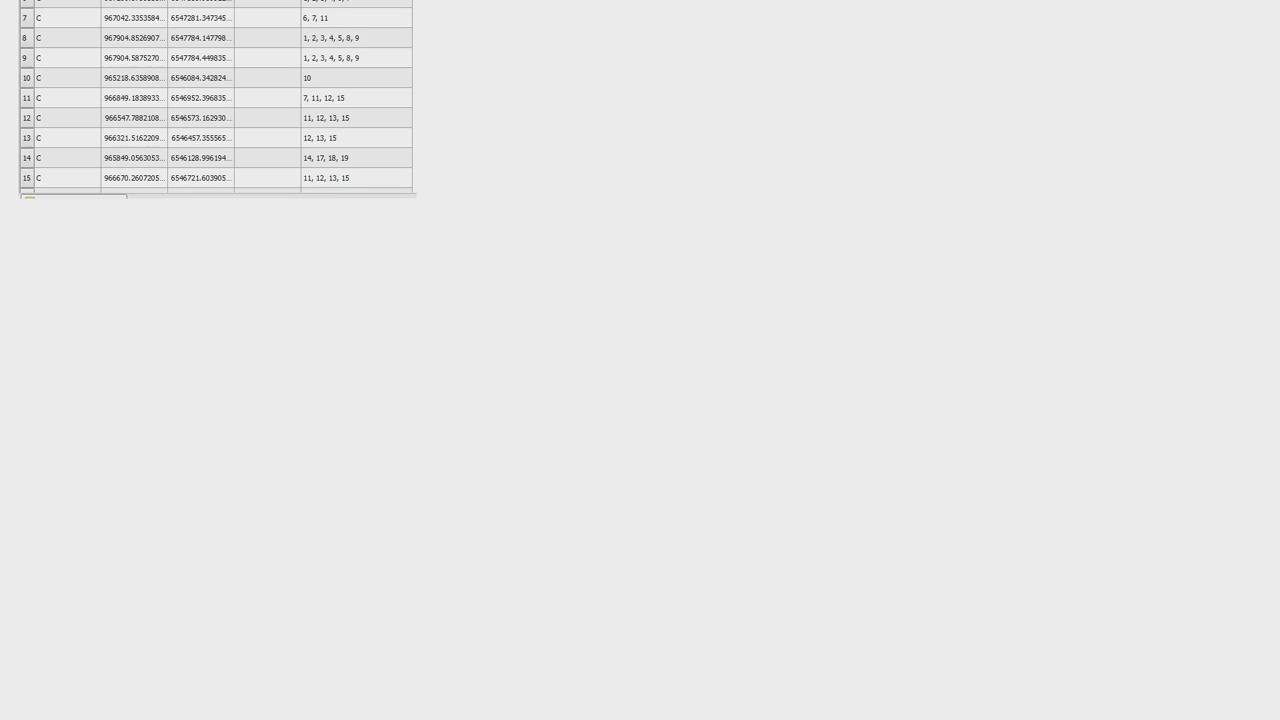 7 C 967042.3353584... 6547281.347345... 6, 7, 11
8 C 967904.8526907... 6547784.147798... 1, 2, 3, 4, 5, 8, 9
9 C 967904.5875270... 6547784.449835... 1, 2, 3, 4, 5, 8, 9
10 C 965218.6358908... 6546084.342824... 10
11 C 966849.1838933... 6546952.396835... 7, 11, 12, 15
12 C 966547.7882108... 6546573.162930... 11, 12, 13, 15
13 C 966321.5162209... 6546457.355565... 12, 13, 15
14 C 965849.0563053... 6546128.996194... 14, 17, 18, 19
15 C 966670.2607205... 6546721.603905... 11, 12, 13, 15